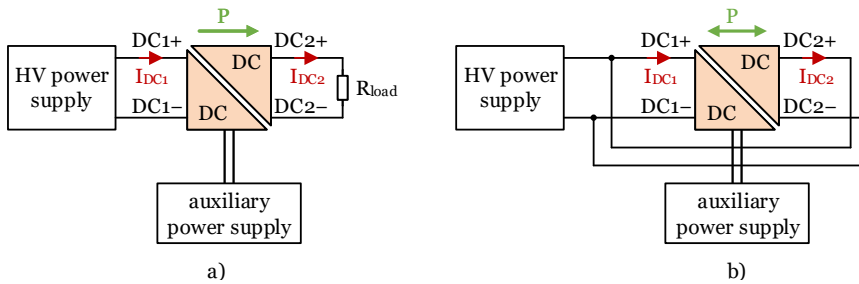 P
DC1+
DC2+
HV power
supply
IDC1
DC
IDC2
Rload
DC1−
DC
DC2−
auxiliary
power supply
a)
P
DC1+
DC2+
HV power
supply
IDC1
DC
IDC2
DC1−
DC
DC2−
auxiliary
power supply
b)